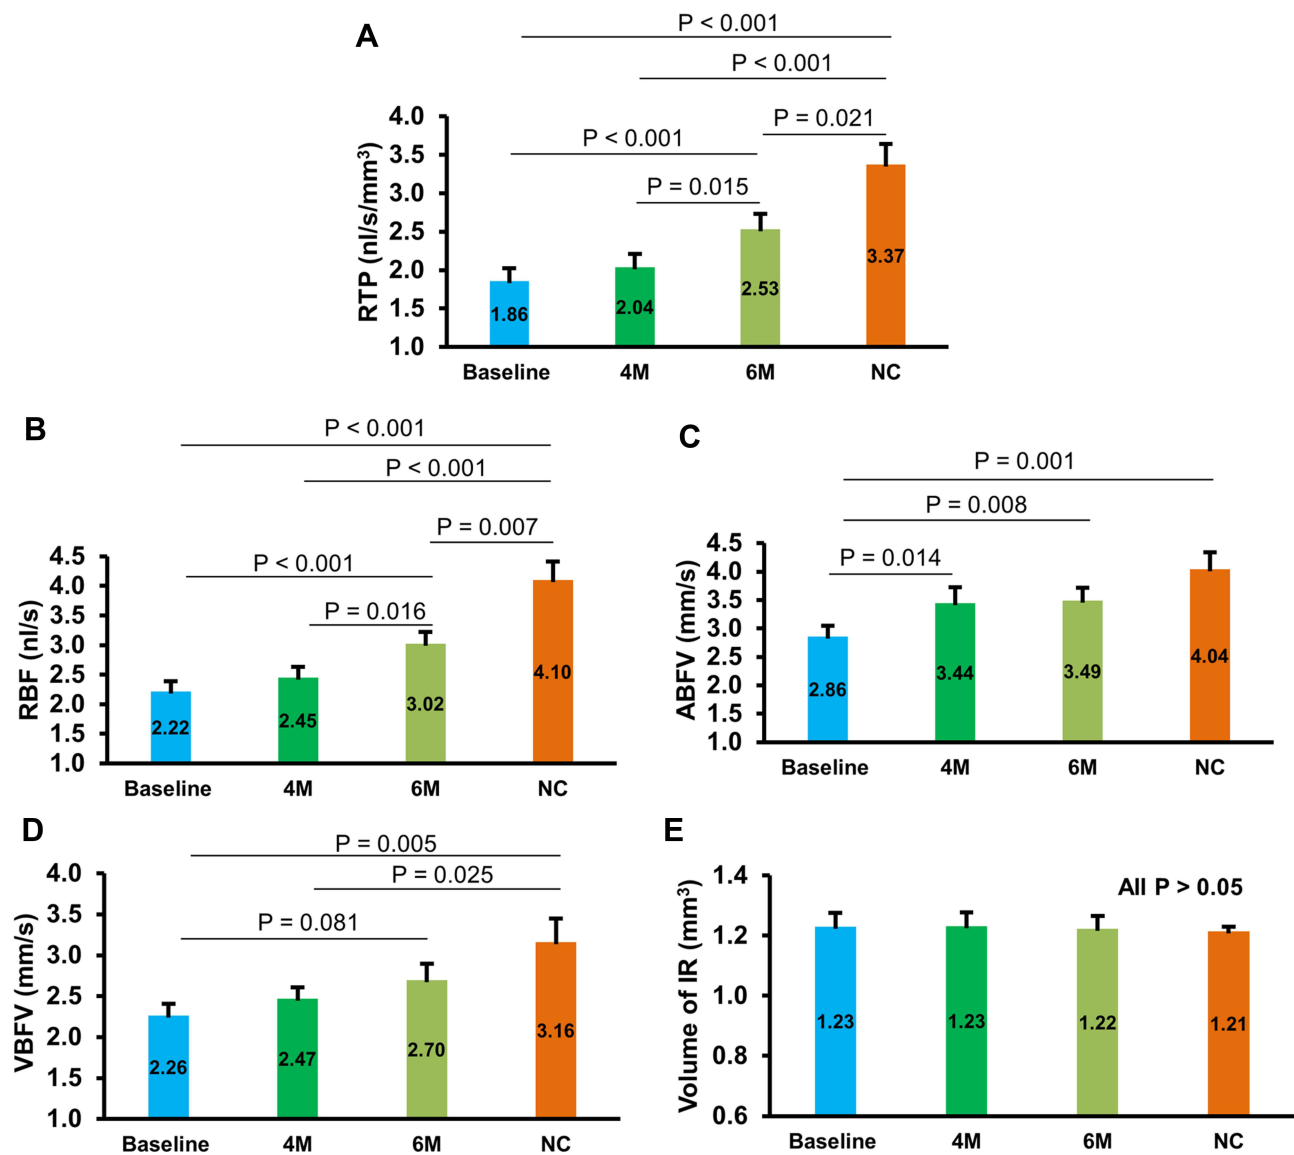 A
P < 0.001
P < 0.001
P = 0.021
P < 0.001
P = 0.015
RTP (nl/s/mm³)
4.0
3.5
3.0
2.5
2.0
1.5
1.0
1.86
2.04
2.53
3.37
Baseline 4M 6M NC
B
P < 0.001
P < 0.001
P = 0.007
P < 0.001
P = 0.016
RBF (nl/s)
4.5
4.0
3.5
3.0
2.5
2.0
1.5
1.0
2.22
2.45
3.02
4.10
Baseline 4M 6M NC
C
P = 0.001
P = 0.008
P = 0.014
ABFV (mm/s)
4.5
4.0
3.5
3.0
2.5
2.0
1.5
1.0
2.86
3.44
3.49
4.04
Baseline 4M 6M NC
D
P = 0.005
P = 0.025
P = 0.081
VBFV (mm/s)
4.0
3.5
3.0
2.5
2.0
1.5
1.0
2.26
2.47
2.70
3.16
Baseline 4M 6M NC
E
All P > 0.05
Volume of IR (mm³)
1.4
1.2
1.0
0.8
0.6
1.23
1.23
1.22
1.21
Baseline 4M 6M NC